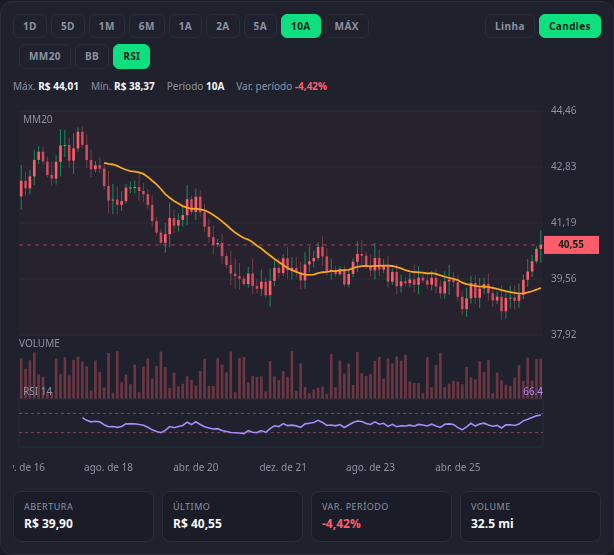 1D 5D 1M 6M 1A 2A 5A 10A MÁX Linha Candles
MM20 BB RSI
Máx. R$ 44,01 Mín. R$ 38,37 Período 10A Var. período -4,42%
MM20
44,46
42,83
41,19
40,55
39,56
37,92
VOLUME
RSI 14 66.4
. de 16 ago. de 18 abr. de 20 dez. de 21 ago. de 23 abr. de 25
ABERTURA ÚLTIMO VAR. PERÍODO VOLUME
R$ 39,90 R$ 40,55 -4,42% 32.5 mi